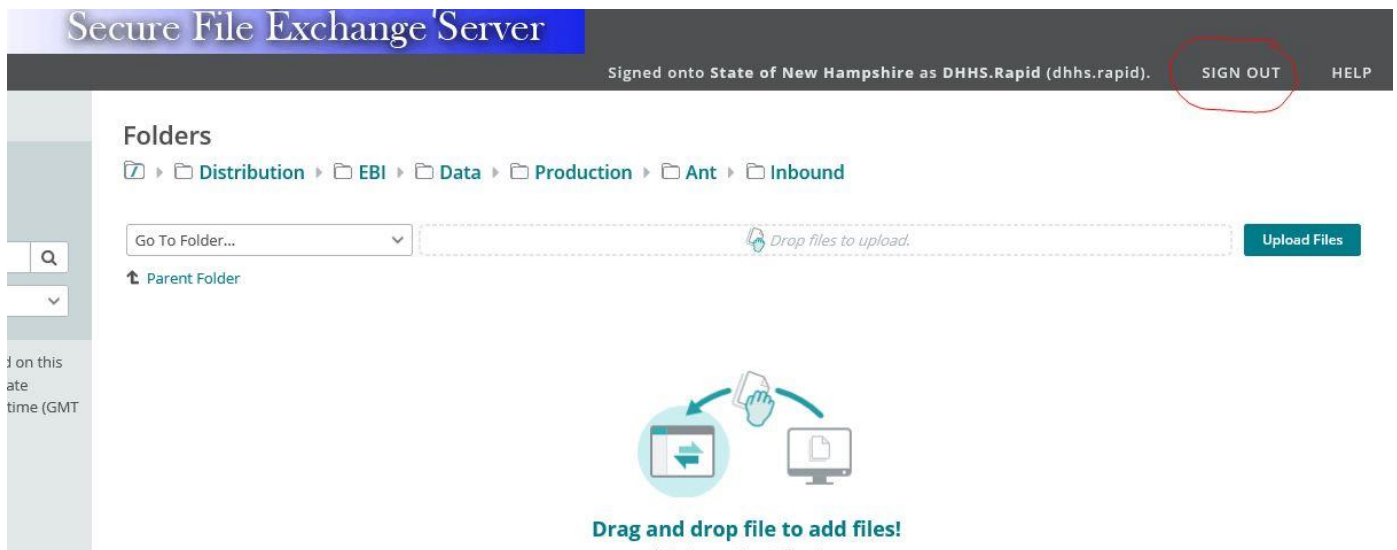 Secure File Exchange Server
Signed onto State of New Hampshire as DHHS.Rapid (dhhs.rapid). SIGN OUT HELP
Folders
Distribution EBI Data Production Ant Inbound
Go To Folder... Drop files to upload. Upload Files
Parent Folder
on this
ate
time (GMT
Drag and drop file to add files!